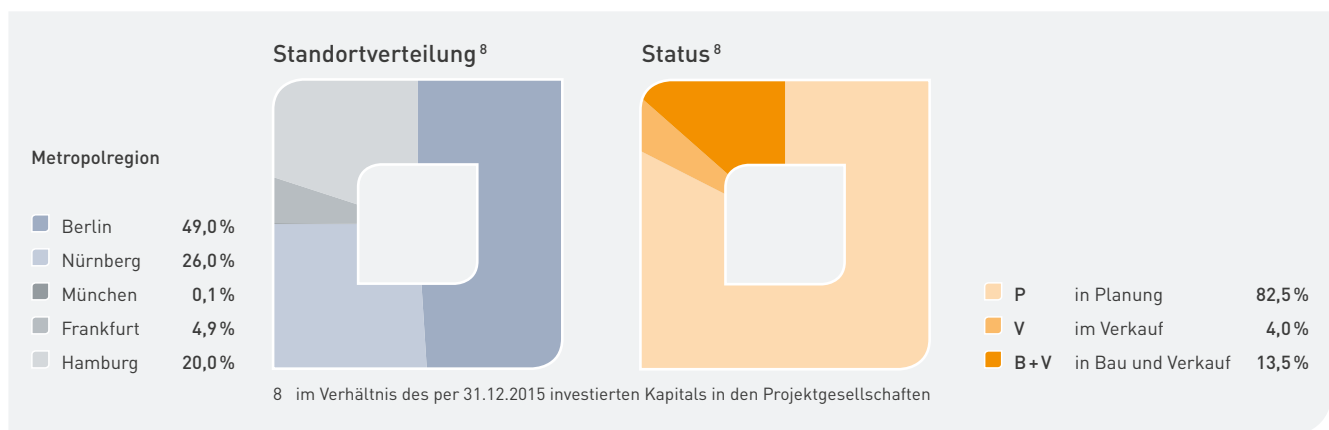 Standortverteilung 8
Status 8
Metropolregion
Berlin 49,0 %
Nürnberg 26,0 %
München 0,1 %
Frankfurt 4,9 %
Hamburg 20,0 %
P in Planung 82,5 %
V im Verkauf 4,0 %
B + V in Bau und Verkauf 13,5 %
8 im Verhältnis des per 31.12.2015 investierten Kapitals in den Projektgesellschaften